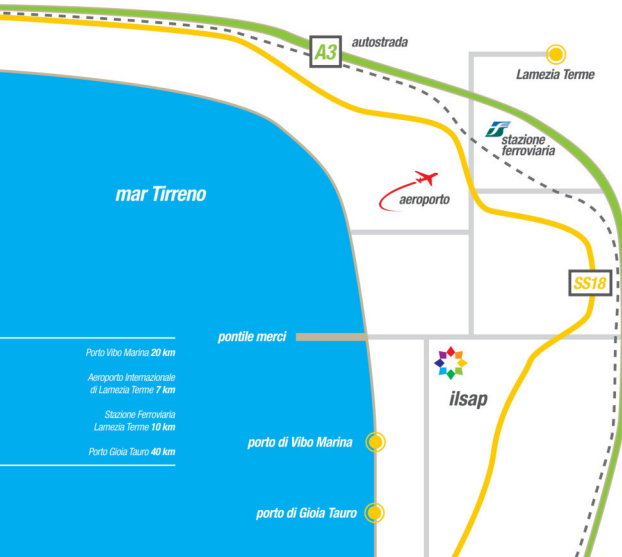 A3
autostrada
Lamezia Terme
stazione
ferroviaria
mar Tirreno
aeroporto
SS18
pontile merci
Porto Vibo Marina 20 km
Aeroporto Internazionale
di Lamezia Terme 7 km
Stazione Ferroviaria
Lamezia Terme 10 km
Porto Gioia Tauro 40 km
ilsap
porto di Vibo Marina
porto di Gioia Tauro